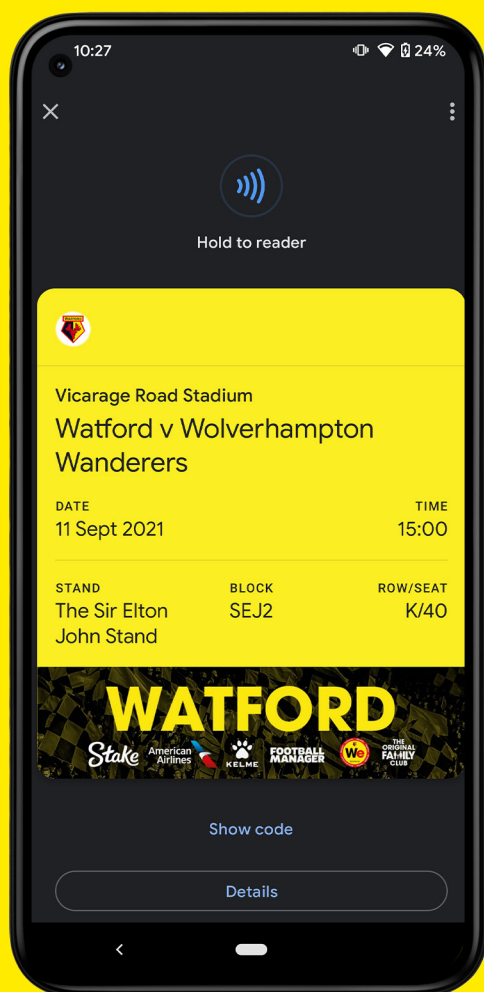 10:27
24%
Hold to reader
Vicarage Road Stadium
Watford v Wolverhampton
Wanderers
DATE
TIME
11 Sept 2021
15:00
STAND
BLOCK
ROW/SEAT
The Sir Elton
John Stand
SEJ2
K/40
WATFORD
Stake
American
Airlines
KELME
FOOTBALL
MANAGER
We
THE
ORIGINAL
FAMILY
CLUB
Show code
Details